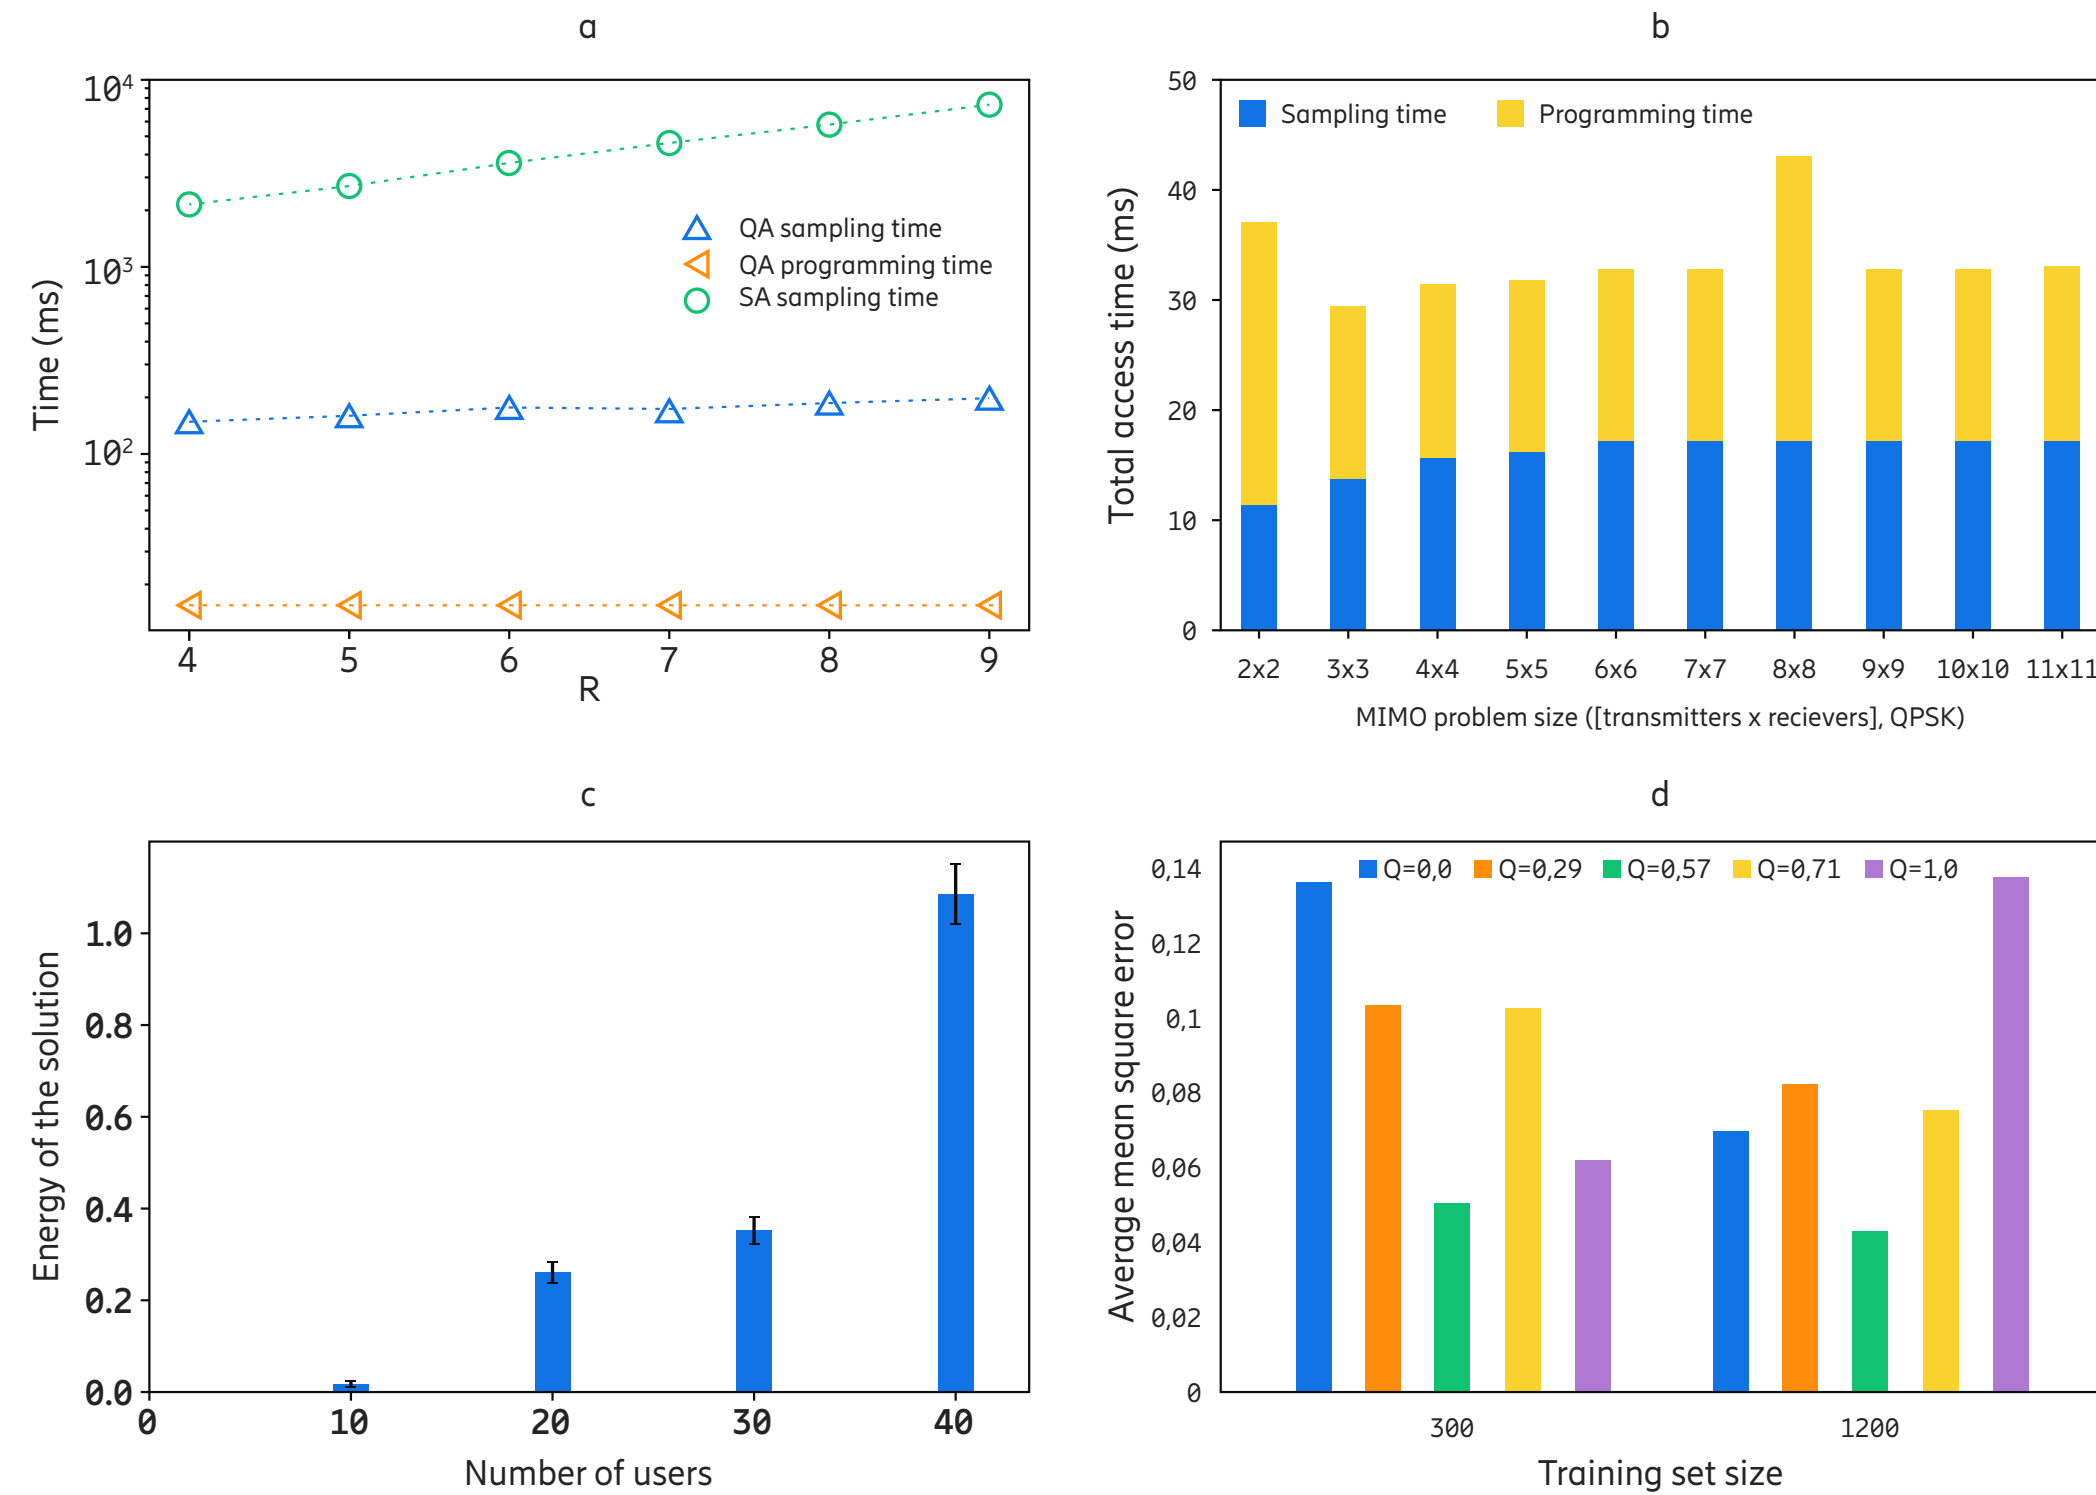 a
10⁴
10³
10²
Time (ms)
QA sampling time
QA programming time
SA sampling time
4 5 6 7 8 9
R
b
50
40
30
20
10
0
Total access time (ms)
Sampling time Programming time
2x2 3x3 4x4 5x5 6x6 7x7 8x8 9x9 10x10 11x11
MIMO problem size ([transmitters x recievers], QPSK)
c
1.0
0.8
0.6
0.4
0.2
0.0
Energy of the solution
0 10 20 30 40
Number of users
d
0,14
0,12
0,1
0,08
0,06
0,04
0,02
0
Average mean square error
Q=0,0 Q=0,29 Q=0,57 Q=0,71 Q=1,0
300 1200
Training set size